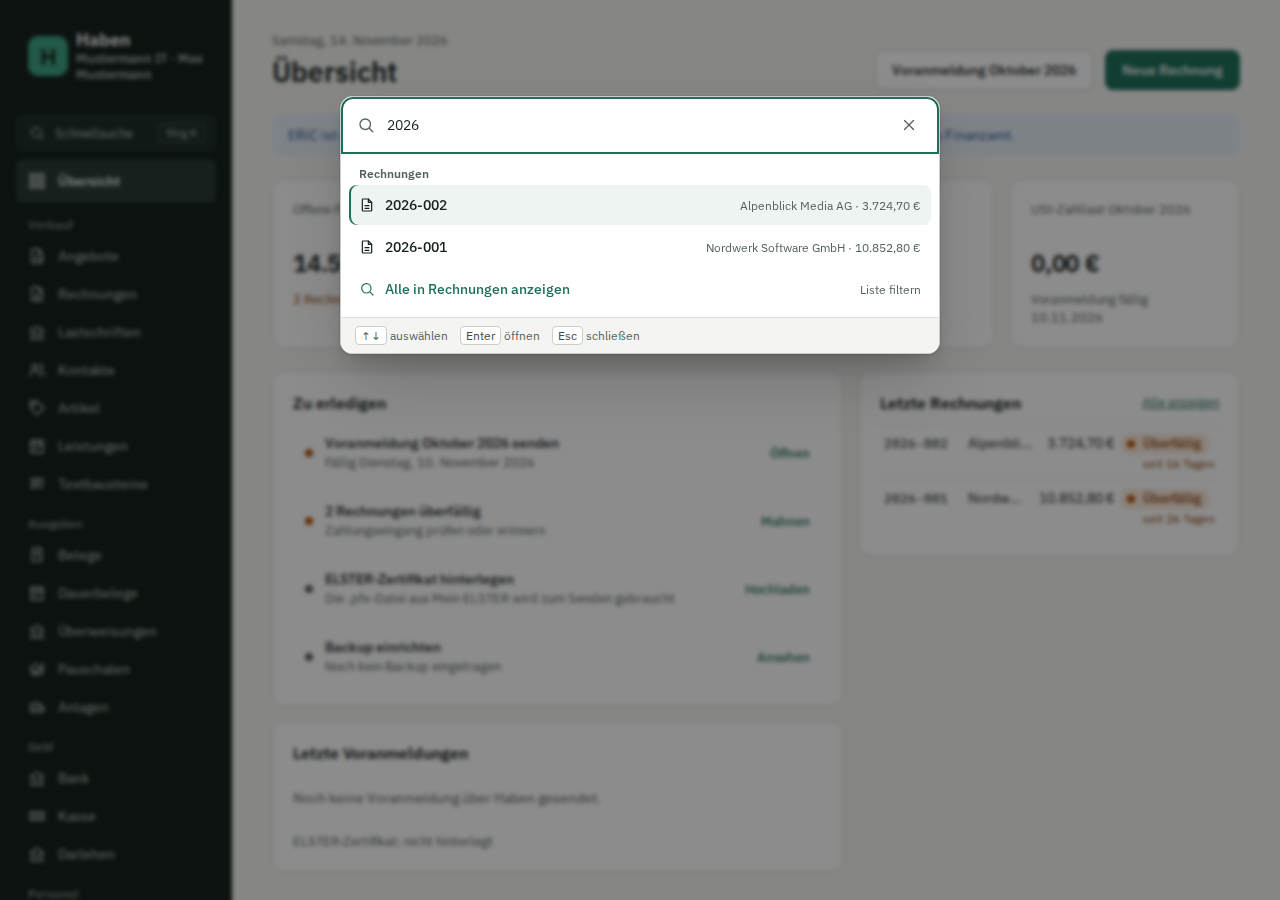 Haben
Mustermann IT · Max
Mustermann
Schnellsuche
Strg K
Übersicht
Verkauf
Angebote
Rechnungen
Lastschriften
Kontakte
Artikel
Leistungen
Textbausteine
Ausgaben
Belege
Dauerbelege
Überweisungen
Pauschalen
Anlagen
Geld
Bank
Kasse
Darlehen
Personal
Samstag, 14. November 2026
Übersicht
Voranmeldung Oktober 2026
Neue Rechnung
ERiC ist
Finanzamt.
2026
Rechnungen
2026-002 Alpenblick Media AG · 3.724,70 €
2026-001 Nordwerk Software GmbH · 10.852,80 €
Alle in Rechnungen anzeigen Liste filtern
↑↓ auswählen Enter öffnen Esc schließen
14.5
USt-Zahllast Oktober 2026
0,00 €
Voranmeldung fällig
10.11.2026
Zu erledigen
Voranmeldung Oktober 2026 senden
Fällig Dienstag, 10. November 2026
Öffnen
2 Rechnungen überfällig
Zahlungseingang prüfen oder erinnern
Mahnen
ELSTER-Zertifikat hinterlegen
Die .pfx-Datei aus Mein ELSTER wird zum Senden gebraucht
Hochladen
Backup einrichten
Noch kein Backup eingetragen
Ansehen
Letzte Rechnungen
Alle anzeigen
2026-002 Alpenbli... 3.724,70 € Überfällig
seit 16 Tagen
2026-001 Nordw... 10.852,80 € Überfällig
seit 26 Tagen
Letzte Voranmeldungen
Noch keine Voranmeldung über Haben gesendet.
ELSTER-Zertifikat: nicht hinterlegt